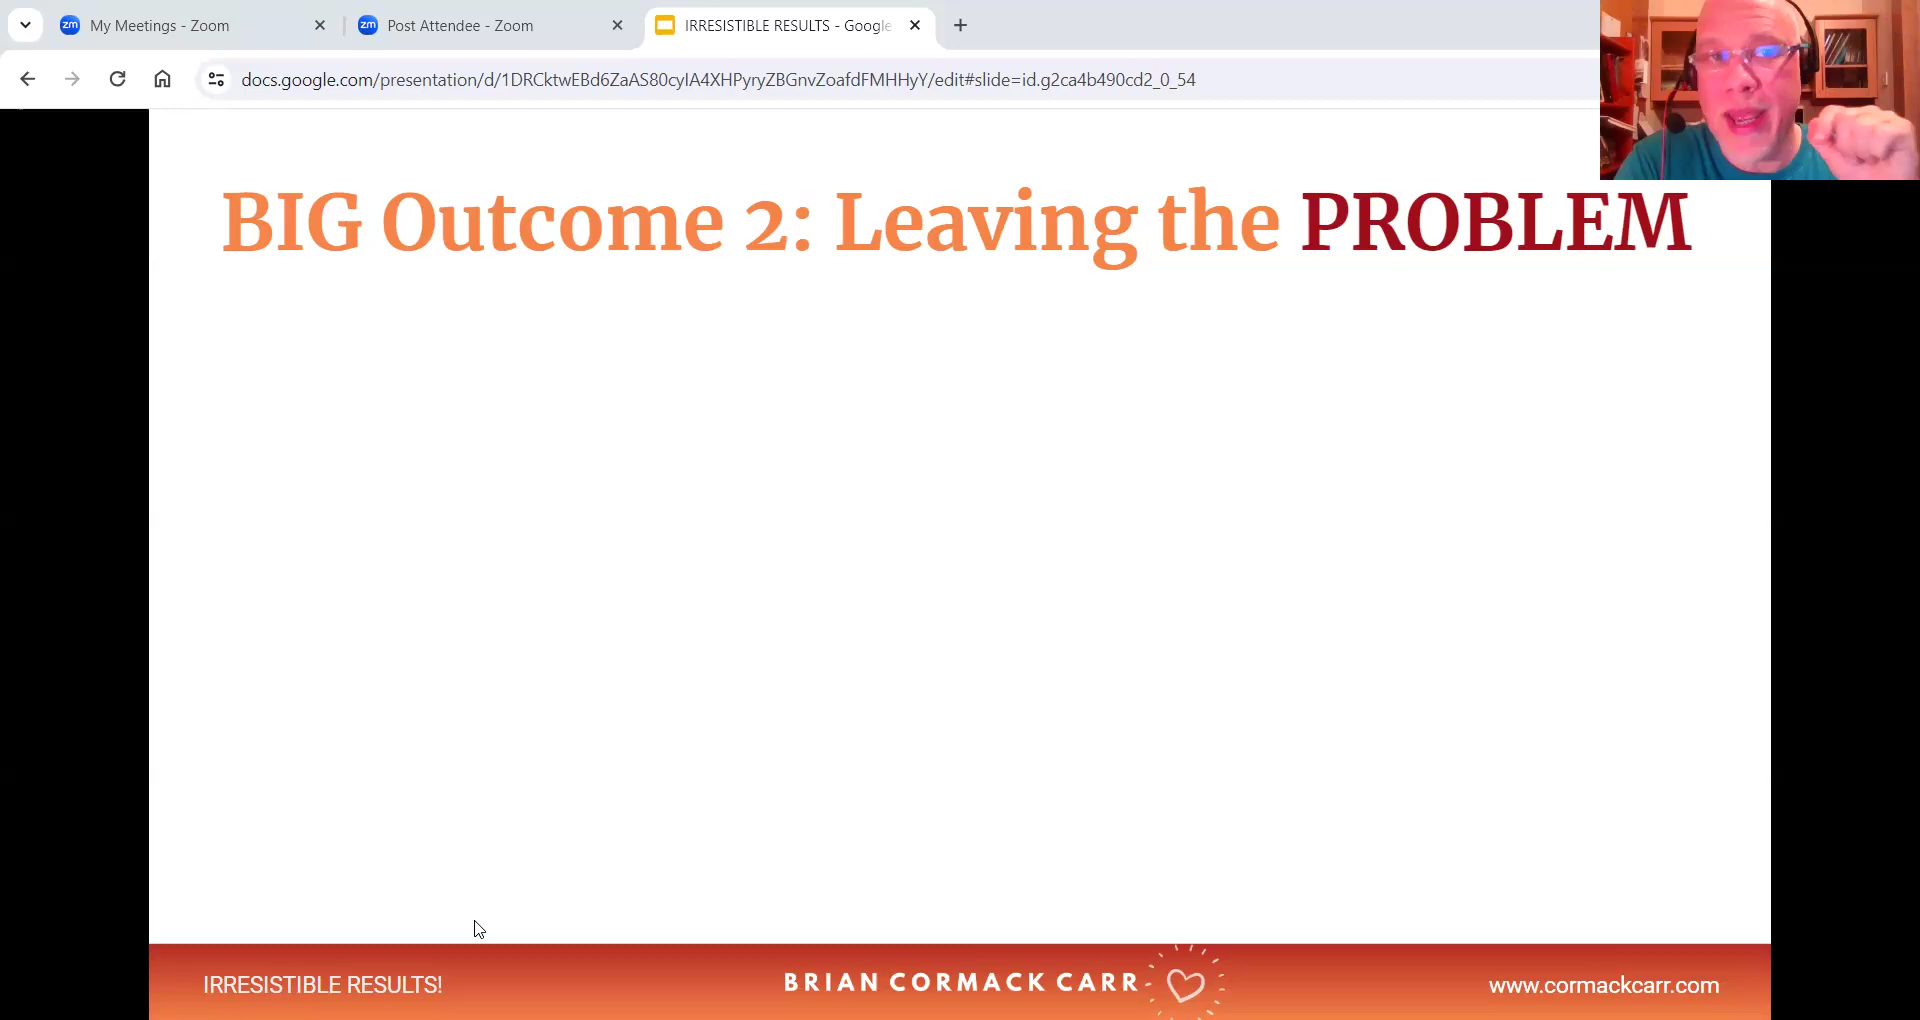 My Meetings - Zoom
Post Attendee - Zoom
IRRESISTIBLE RESULTS - Google
docs.google.com/presentation/d/1DRCktwEBd6ZaAS80cyIA4XHPyryZBGnvZoafdFMHHyY/edit#slide=id.g2ca4b490cd2_0_54
BIG Outcome 2: Leaving the PROBLEM
IRRESISTIBLE RESULTS!
BRIAN CORMACK CARR
www.cormackcarr.com